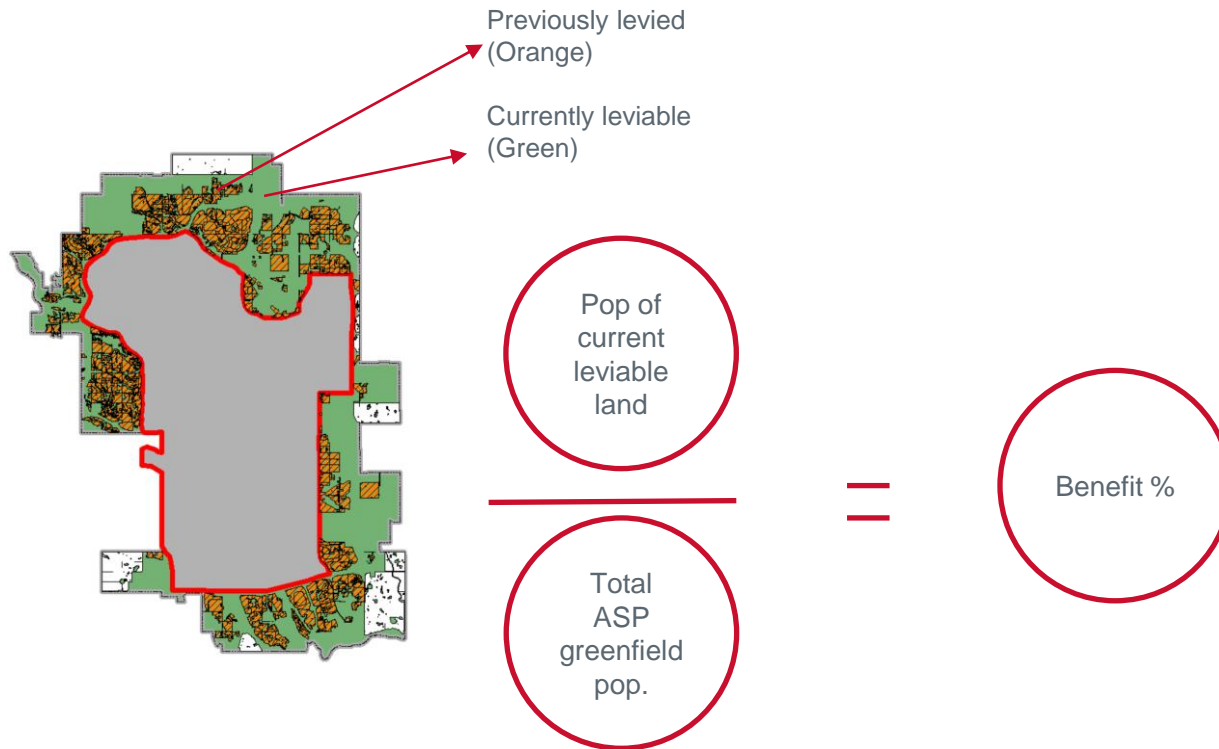 Previously levied
(Orange)
Currently leviable
(Green)
Pop of
current
leviable
land
=
Benefit %
Total
ASP
greenfield
pop.